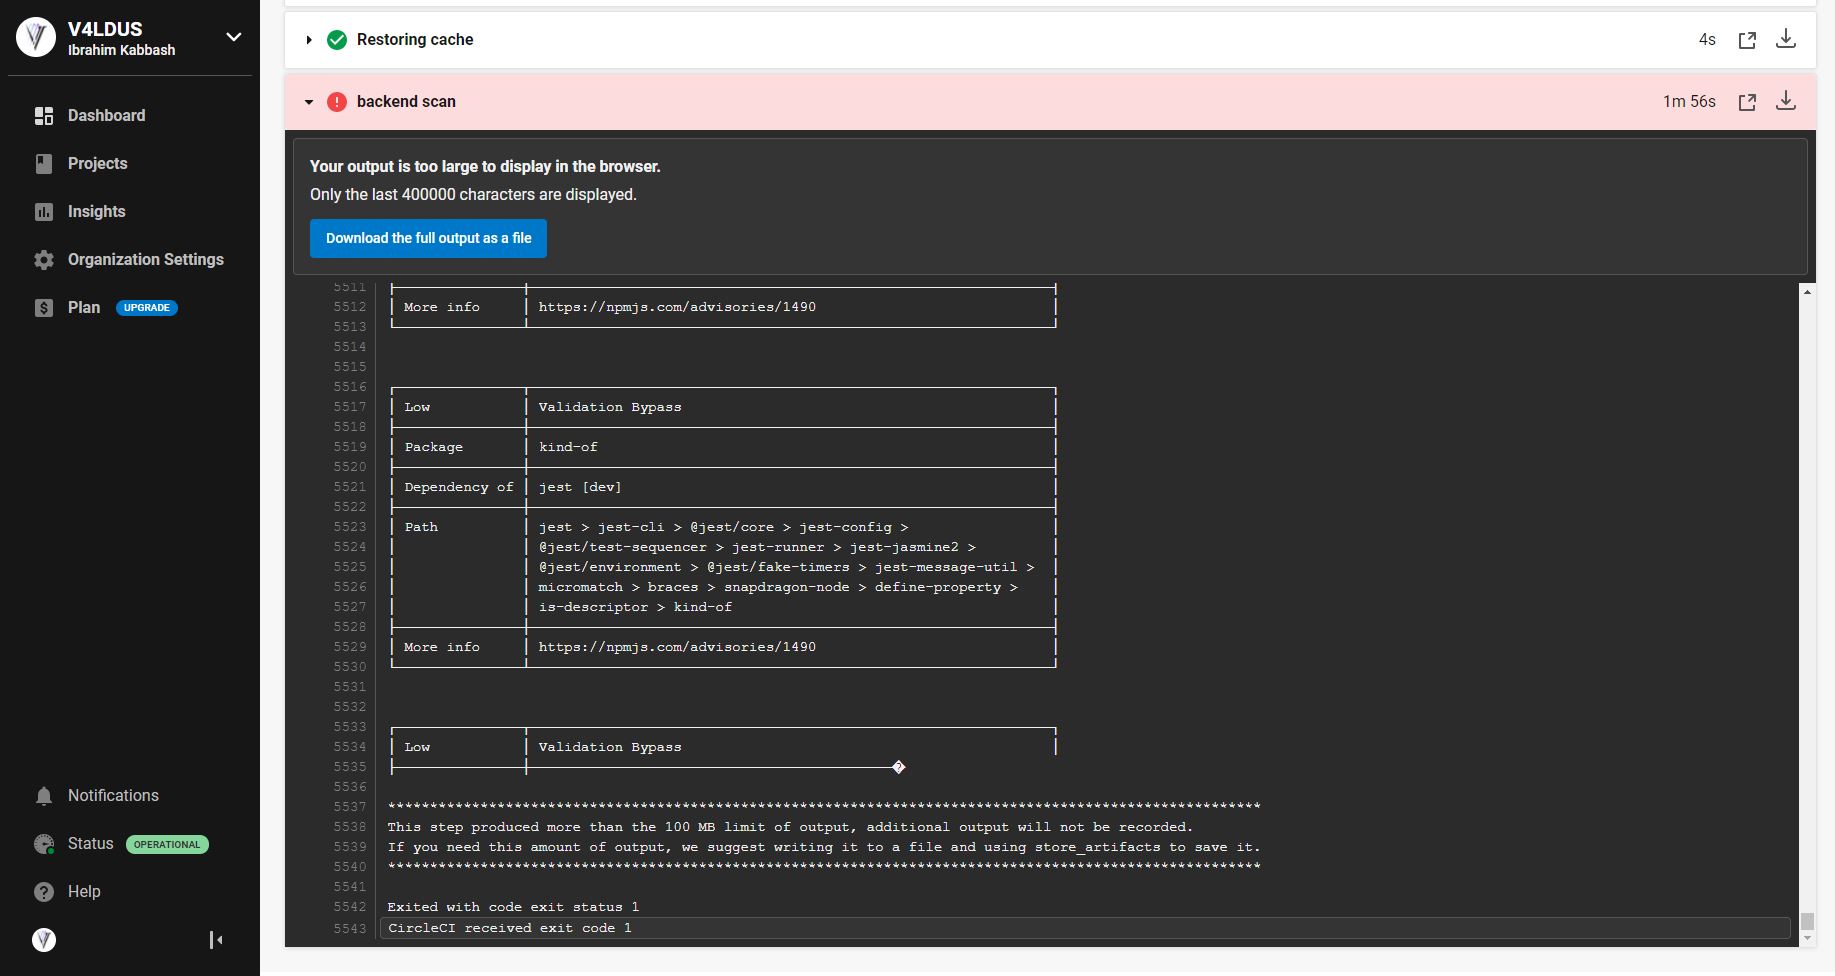 V4LDUS
Ibrahim Kabbash
Dashboard
Projects
Insights
Organization Settings
Plan UPGRADE
Notifications
Status OPERATIONAL
Help
Restoring cache 4s
backend scan 1m 56s
Your output is too large to display in the browser.
Only the last 400000 characters are displayed.
Download the full output as a file
5511
5512 More info https://npmjs.com/advisories/1490
5513
5514
5515
5516
5517 Low Validation Bypass
5518
5519 Package kind-of
5520
5521 Dependency of jest [dev]
5522
5523 Path jest > jest-cli > @jest/core > jest-config >
5524 @jest/test-sequencer > jest-runner > jest-jasmine2 >
5525 @jest/environment > @jest/fake-timers > jest-message-util >
5526 micromatch > braces > snapdragon-node > define-property >
5527 is-descriptor > kind-of
5528
5529 More info https://npmjs.com/advisories/1490
5530
5531
5532
5533
5534 Low Validation Bypass
5535 �
5536
5537 ********************************************************************************************************
5538 This step produced more than the 100 MB limit of output, additional output will not be recorded.
5539 If you need this amount of output, we suggest writing it to a file and using store_artifacts to save it.
5540 ********************************************************************************************************
5541
5542 Exited with code exit status 1
5543 CircleCI received exit code 1